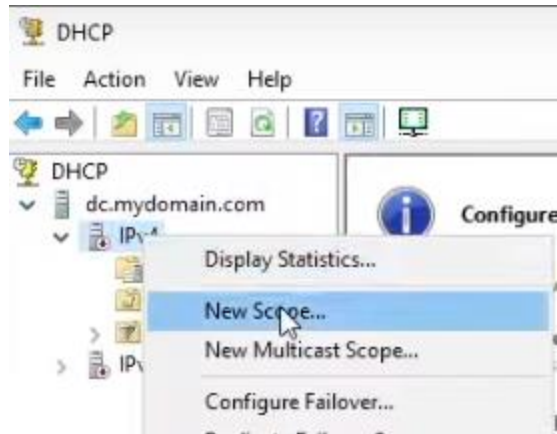 DHCP
File Action View Help
DHCP
dc.mydomain.com
Configure
Display Statistics...
New Scope...
New Multicast Scope...
Configure Failover...